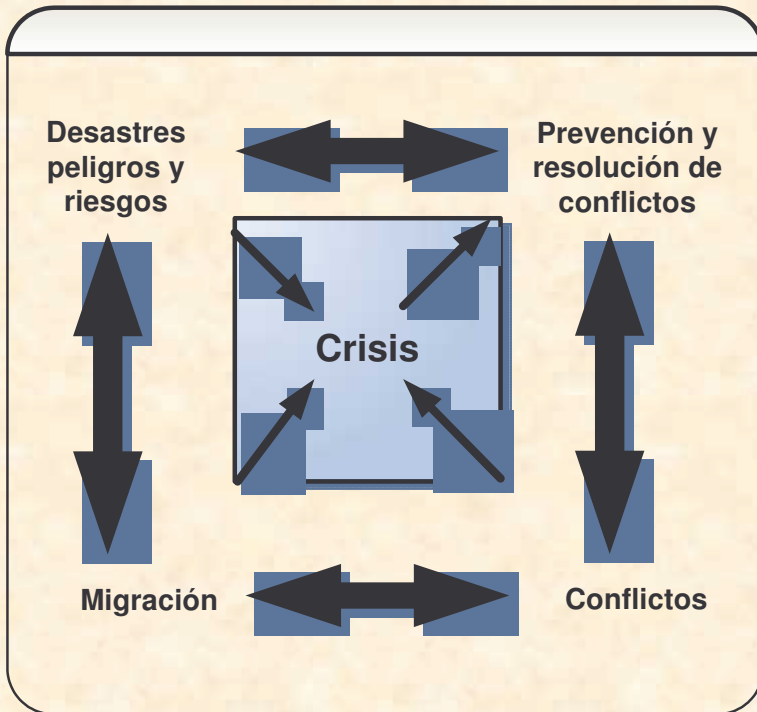 Desastres
peligros y
riesgos
Prevención y
resolución de
conflictos
Crisis
Migración
Conflictos